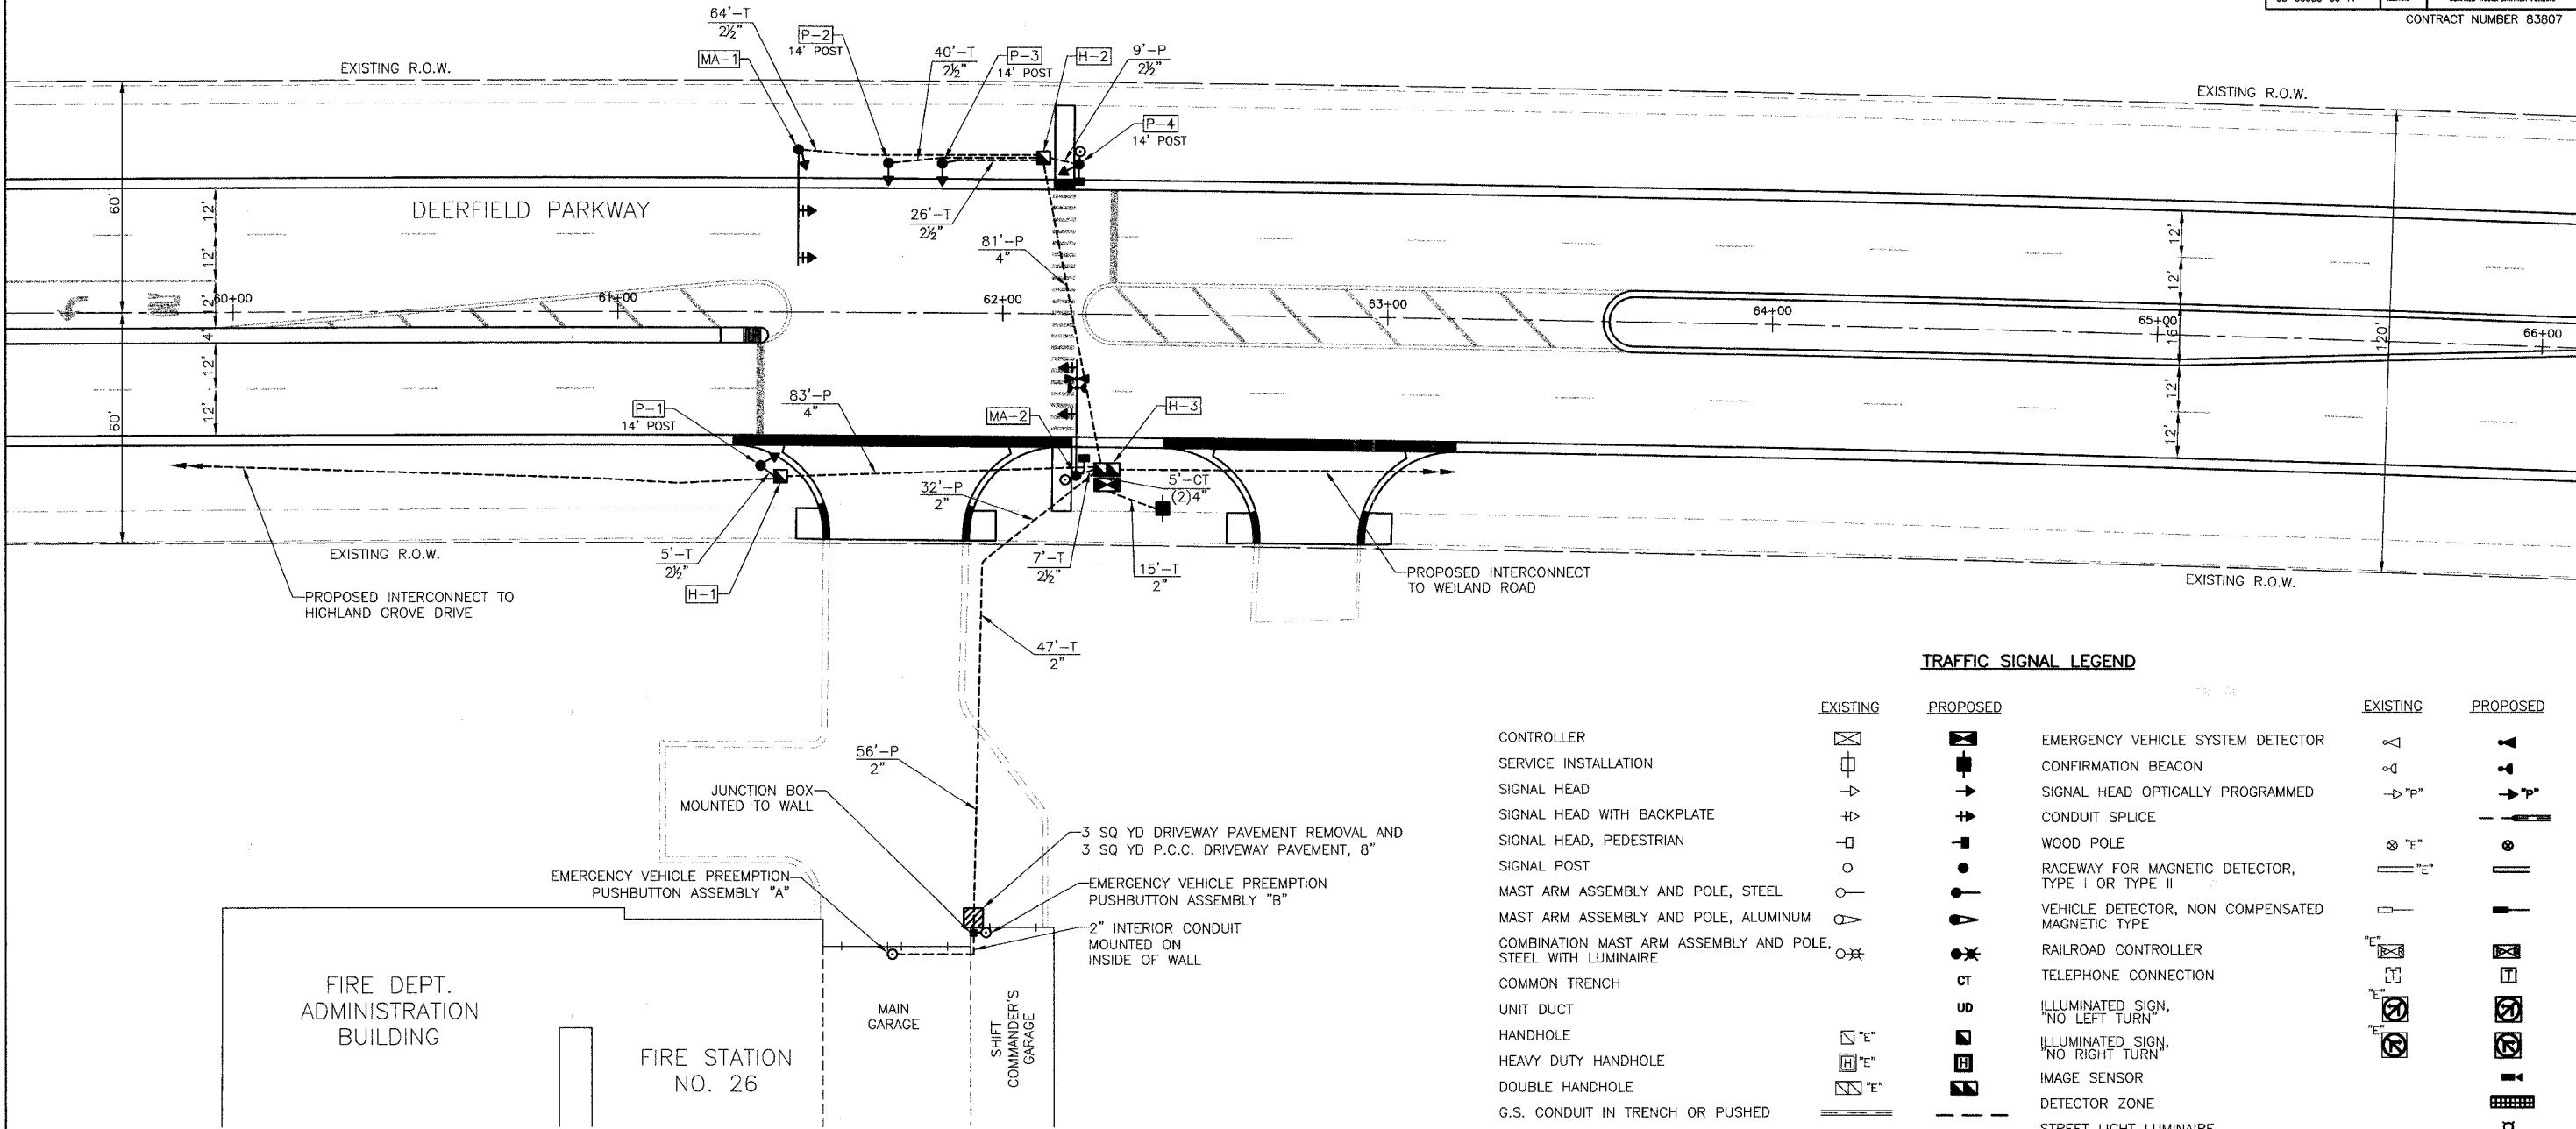 CONTRACT NUMBER 83807
64'-T
2½"
P-2
14' POST
MA-1
40'-T
2½"
P-3
14' POST
H-2
9'-P
2½"
P-4
14' POST
EXISTING R.O.W.
EXISTING R.O.W.
60'
12'
DEERFIELD PARKWAY
26'-T
2½"
81'-P
4"
12'
12'
12'
12'
60+00
61+00
62+00
63+00
64+00
65+00
66+00
4'
16'
120'
12'
12'
60'
83'-P
4"
P-1
14' POST
MA-2
H-3
12'
12'
32'-P
2"
5'-CT
(2)4"
EXISTING R.O.W.
5'-T
2½"
H-1
7'-T
2½"
15'-T
2"
PROPOSED INTERCONNECT
TO WEILAND ROAD
EXISTING R.O.W.
PROPOSED INTERCONNECT TO
HIGHLAND GROVE DRIVE
47'-T
2"
56'-P
2"
JUNCTION BOX
MOUNTED TO WALL
3 SQ YD DRIVEWAY PAVEMENT REMOVAL AND
3 SQ YD P.C.C. DRIVEWAY PAVEMENT, 8"
EMERGENCY VEHICLE PREEMPTION
PUSHBUTTON ASSEMBLY "A"
EMERGENCY VEHICLE PREEMPTION
PUSHBUTTON ASSEMBLY "B"
2" INTERIOR CONDUIT
MOUNTED ON
INSIDE OF WALL
FIRE DEPT.
ADMINISTRATION
BUILDING
FIRE STATION
NO. 26
MAIN
GARAGE
SHIFT
COMMANDER'S
GARAGE
TRAFFIC SIGNAL LEGEND
EXISTING PROPOSED
CONTROLLER
SERVICE INSTALLATION
SIGNAL HEAD
SIGNAL HEAD WITH BACKPLATE
SIGNAL HEAD, PEDESTRIAN
SIGNAL POST
MAST ARM ASSEMBLY AND POLE, STEEL
MAST ARM ASSEMBLY AND POLE, ALUMINUM
COMBINATION MAST ARM ASSEMBLY AND POLE,
STEEL WITH LUMINAIRE
COMMON TRENCH CT
UNIT DUCT UD
HANDHOLE "E"
HEAVY DUTY HANDHOLE H "E" H
DOUBLE HANDHOLE "E"
G.S. CONDUIT IN TRENCH OR PUSHED
EXISTING PROPOSED
EMERGENCY VEHICLE SYSTEM DETECTOR
CONFIRMATION BEACON
SIGNAL HEAD OPTICALLY PROGRAMMED "P" "P"
CONDUIT SPLICE
WOOD POLE "E"
RACEWAY FOR MAGNETIC DETECTOR, "E"
TYPE I OR TYPE II
VEHICLE DETECTOR, NON COMPENSATED
MAGNETIC TYPE
RAILROAD CONTROLLER "E"
TELEPHONE CONNECTION T T
ILLUMINATED SIGN, "E"
"NO LEFT TURN"
ILLUMINATED SIGN, "E"
"NO RIGHT TURN"
IMAGE SENSOR
DETECTOR ZONE
STREET LIGHT LUMINAIRE